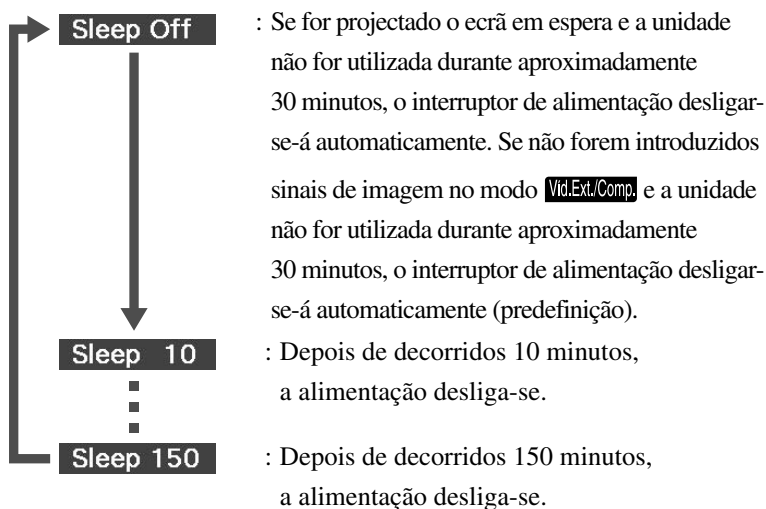 Sleep Off : Se for projectado o ecrã em espera e a unidade
não for utilizada durante aproximadamente
30 minutos, o interruptor de alimentação desligar-
se-á automaticamente. Se não forem introduzidos
sinais de imagem no modo Vid.Ext./Comp. e a unidade
não for utilizada durante aproximadamente
30 minutos, o interruptor de alimentação desligar-
se-á automaticamente (predefinição).
Sleep 10 : Depois de decorridos 10 minutos,
a alimentação desliga-se.
Sleep 150 : Depois de decorridos 150 minutos,
a alimentação desliga-se.